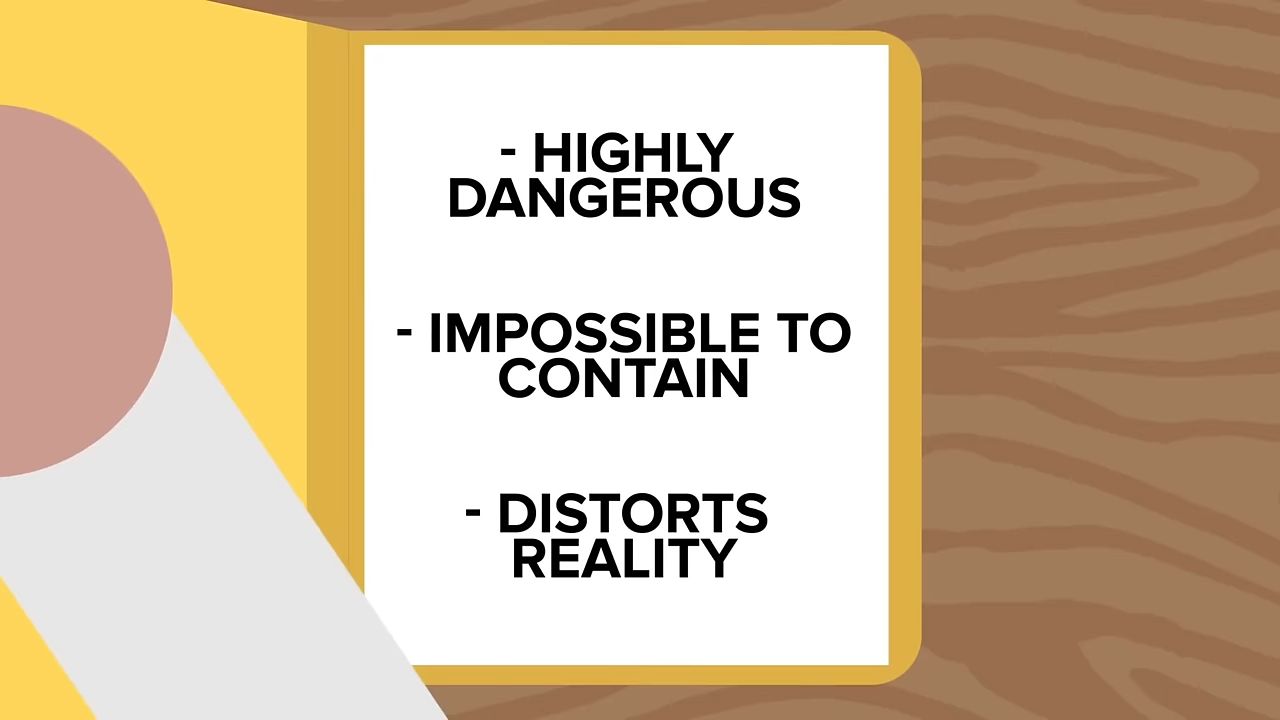 - HIGHLY
DANGEROUS
- IMPOSSIBLE TO
CONTAIN
- DISTORTS
REALITY